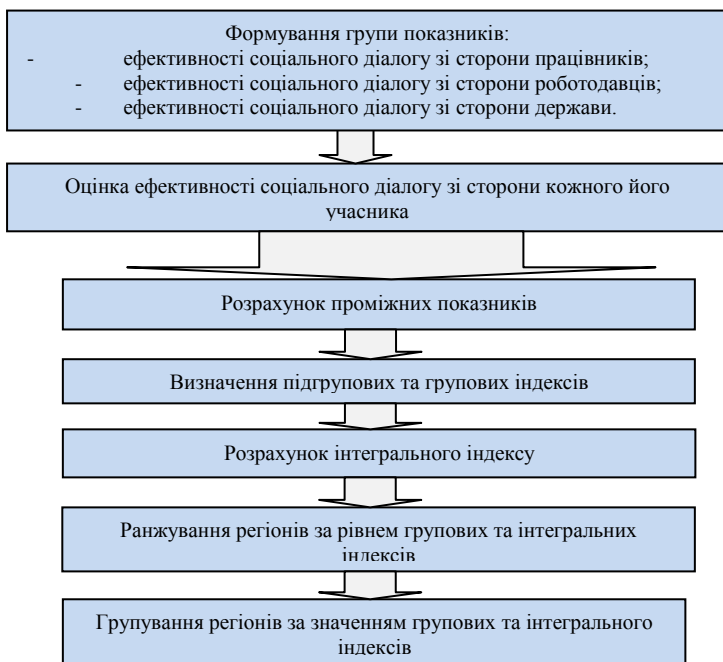 Формування групи показників:
- ефективності соціального діалогу зі сторони працівників;
- ефективності соціального діалогу зі сторони роботодавців;
- ефективності соціального діалогу зі сторони держави.
Оцінка ефективності соціального діалогу зі сторони кожного його
учасника
Розрахунок проміжних показників
Визначення підгрупових та групових індексів
Розрахунок інтегрального індексу
Ранжування регіонів за рівнем групових та інтегральних
індексів
Групування регіонів за значенням групових та інтегрального
індексів